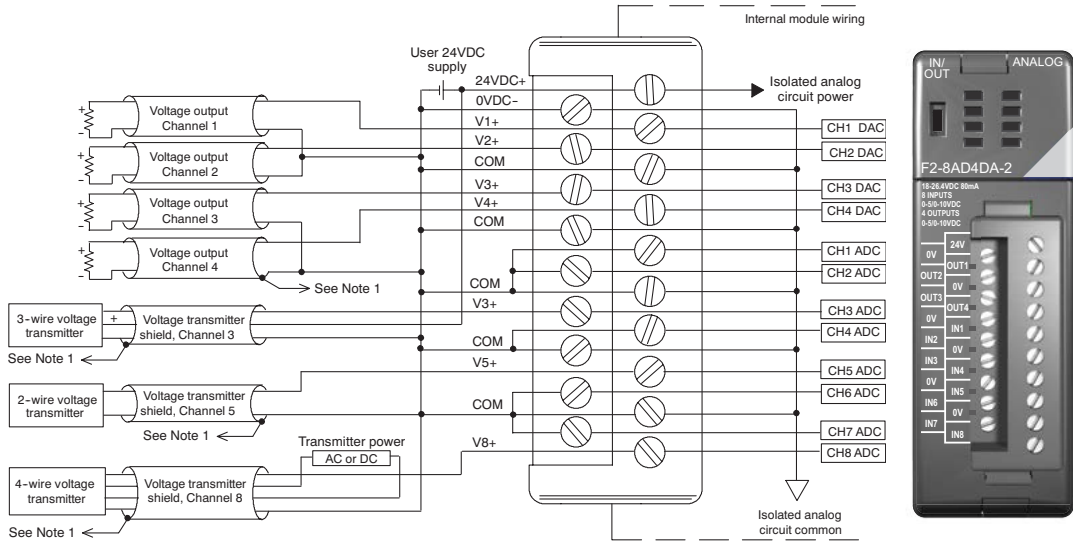 Internal module wiring
User 24VDC
supply
24VDC+
0VDC-
Isolated analog
circuit power
Voltage output
Channel 1
V1+
CH1 DAC
V2+
CH2 DAC
Voltage output
Channel 2
COM
V3+
CH3 DAC
Voltage output
Channel 3
V4+
CH4 DAC
COM
Voltage output
Channel 4
CH1 ADC
CH2 ADC
See Note 1
COM
V3+
CH3 ADC
3-wire voltage
transmitter
+
Voltage transmitter
shield, Channel 3
CH4 ADC
COM
See Note 1
V5+
CH5 ADC
2-wire voltage
transmitter
Voltage transmitter
shield, Channel 5
CH6 ADC
COM
See Note 1
CH7 ADC
Transmitter power
AC or DC
V8+
CH8 ADC
4-wire voltage
transmitter
Voltage transmitter
shield, Channel 8
See Note 1
Isolated analog
circuit common
+
-
+
-
+
-
+
-
IN/
OUT
ANALOG
F2-8AD4DA-2
18-26.4VDC 80mA
8 INPUTS
0-5/0-10VDC
4 OUTPUTS
0-5/0-10VDC
24V
0V
OUT1
OUT2
0V
OUT3
OUT4
0V
IN1
IN2
0V
IN3
IN4
0V
IN5
IN6
0V
IN7
IN8